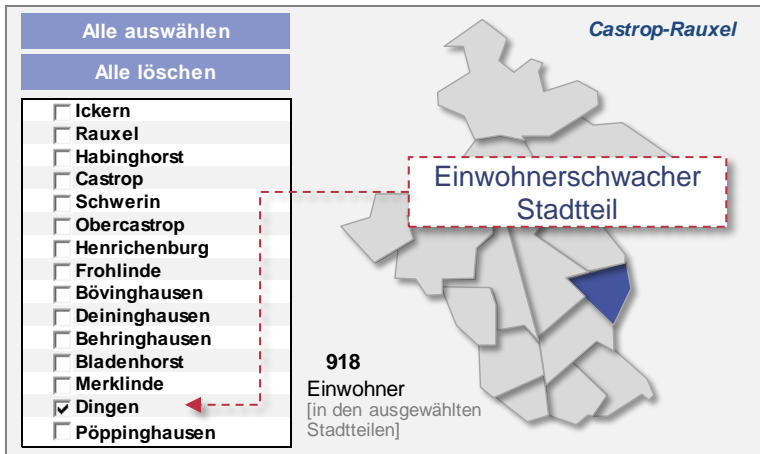 Alle auswählen
Alle löschen
Ickern
Rauxel
Habinghorst
Castrop
Schwerin
Obercastrop
Henrichenburg
Frohlinde
Bövinghausen
Deininghausen
Behringhausen
Bladenhorst
Merklinde
Dingen
Pöppinghausen
Castrop-Rauxel
Einwohnerschwacher
Stadtteil
918
Einwohner
[in den ausgewählten
Stadtteilen]